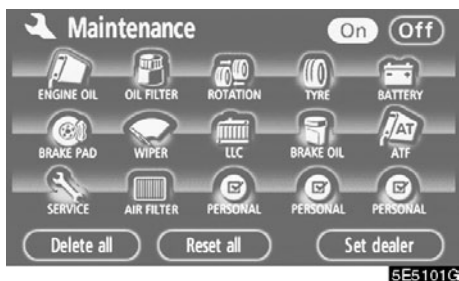 Maintenance On Off
ENGINE OIL OIL FILTER ROTATION TYRE BATTERY
AT
BRAKE PAD WIPER LLC BRAKE OIL ATF
SERVICE AIR FILTER PERSONAL PERSONAL PERSONAL
Delete all Reset all Set dealer
5E5101G